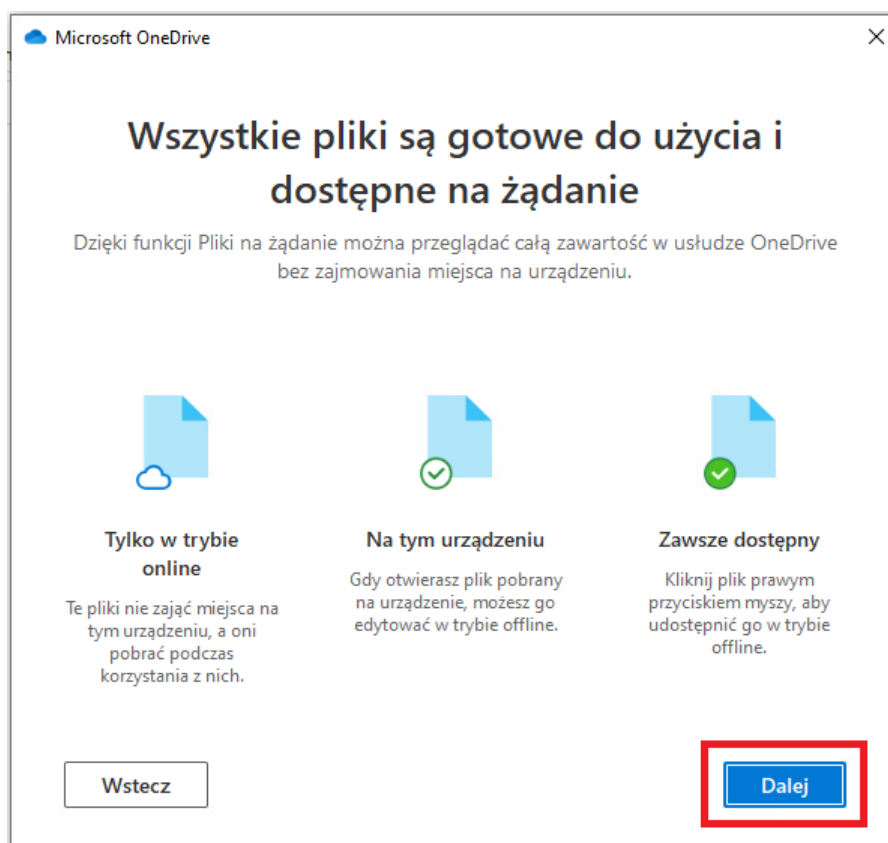 Microsoft OneDrive
Wszystkie pliki są gotowe do użycia i
dostępne na żądanie
Dzięki funkcji Pliki na żądanie można przeglądać całą zawartość w usłudze OneDrive
bez zajmowania miejsca na urządzeniu.
Tylko w trybie
online
Te pliki nie zająć miejsca na
tym urządzeniu, a oni
pobrać podczas
korzystania z nich.
Na tym urządzeniu
Gdy otwierasz plik pobrany
na urządzenie, możesz go
edytować w trybie offline.
Zawsze dostępny
Kliknij plik prawym
przyciskiem myszy, aby
udostępnić go w trybie
offline.
Wstecz
Dalej